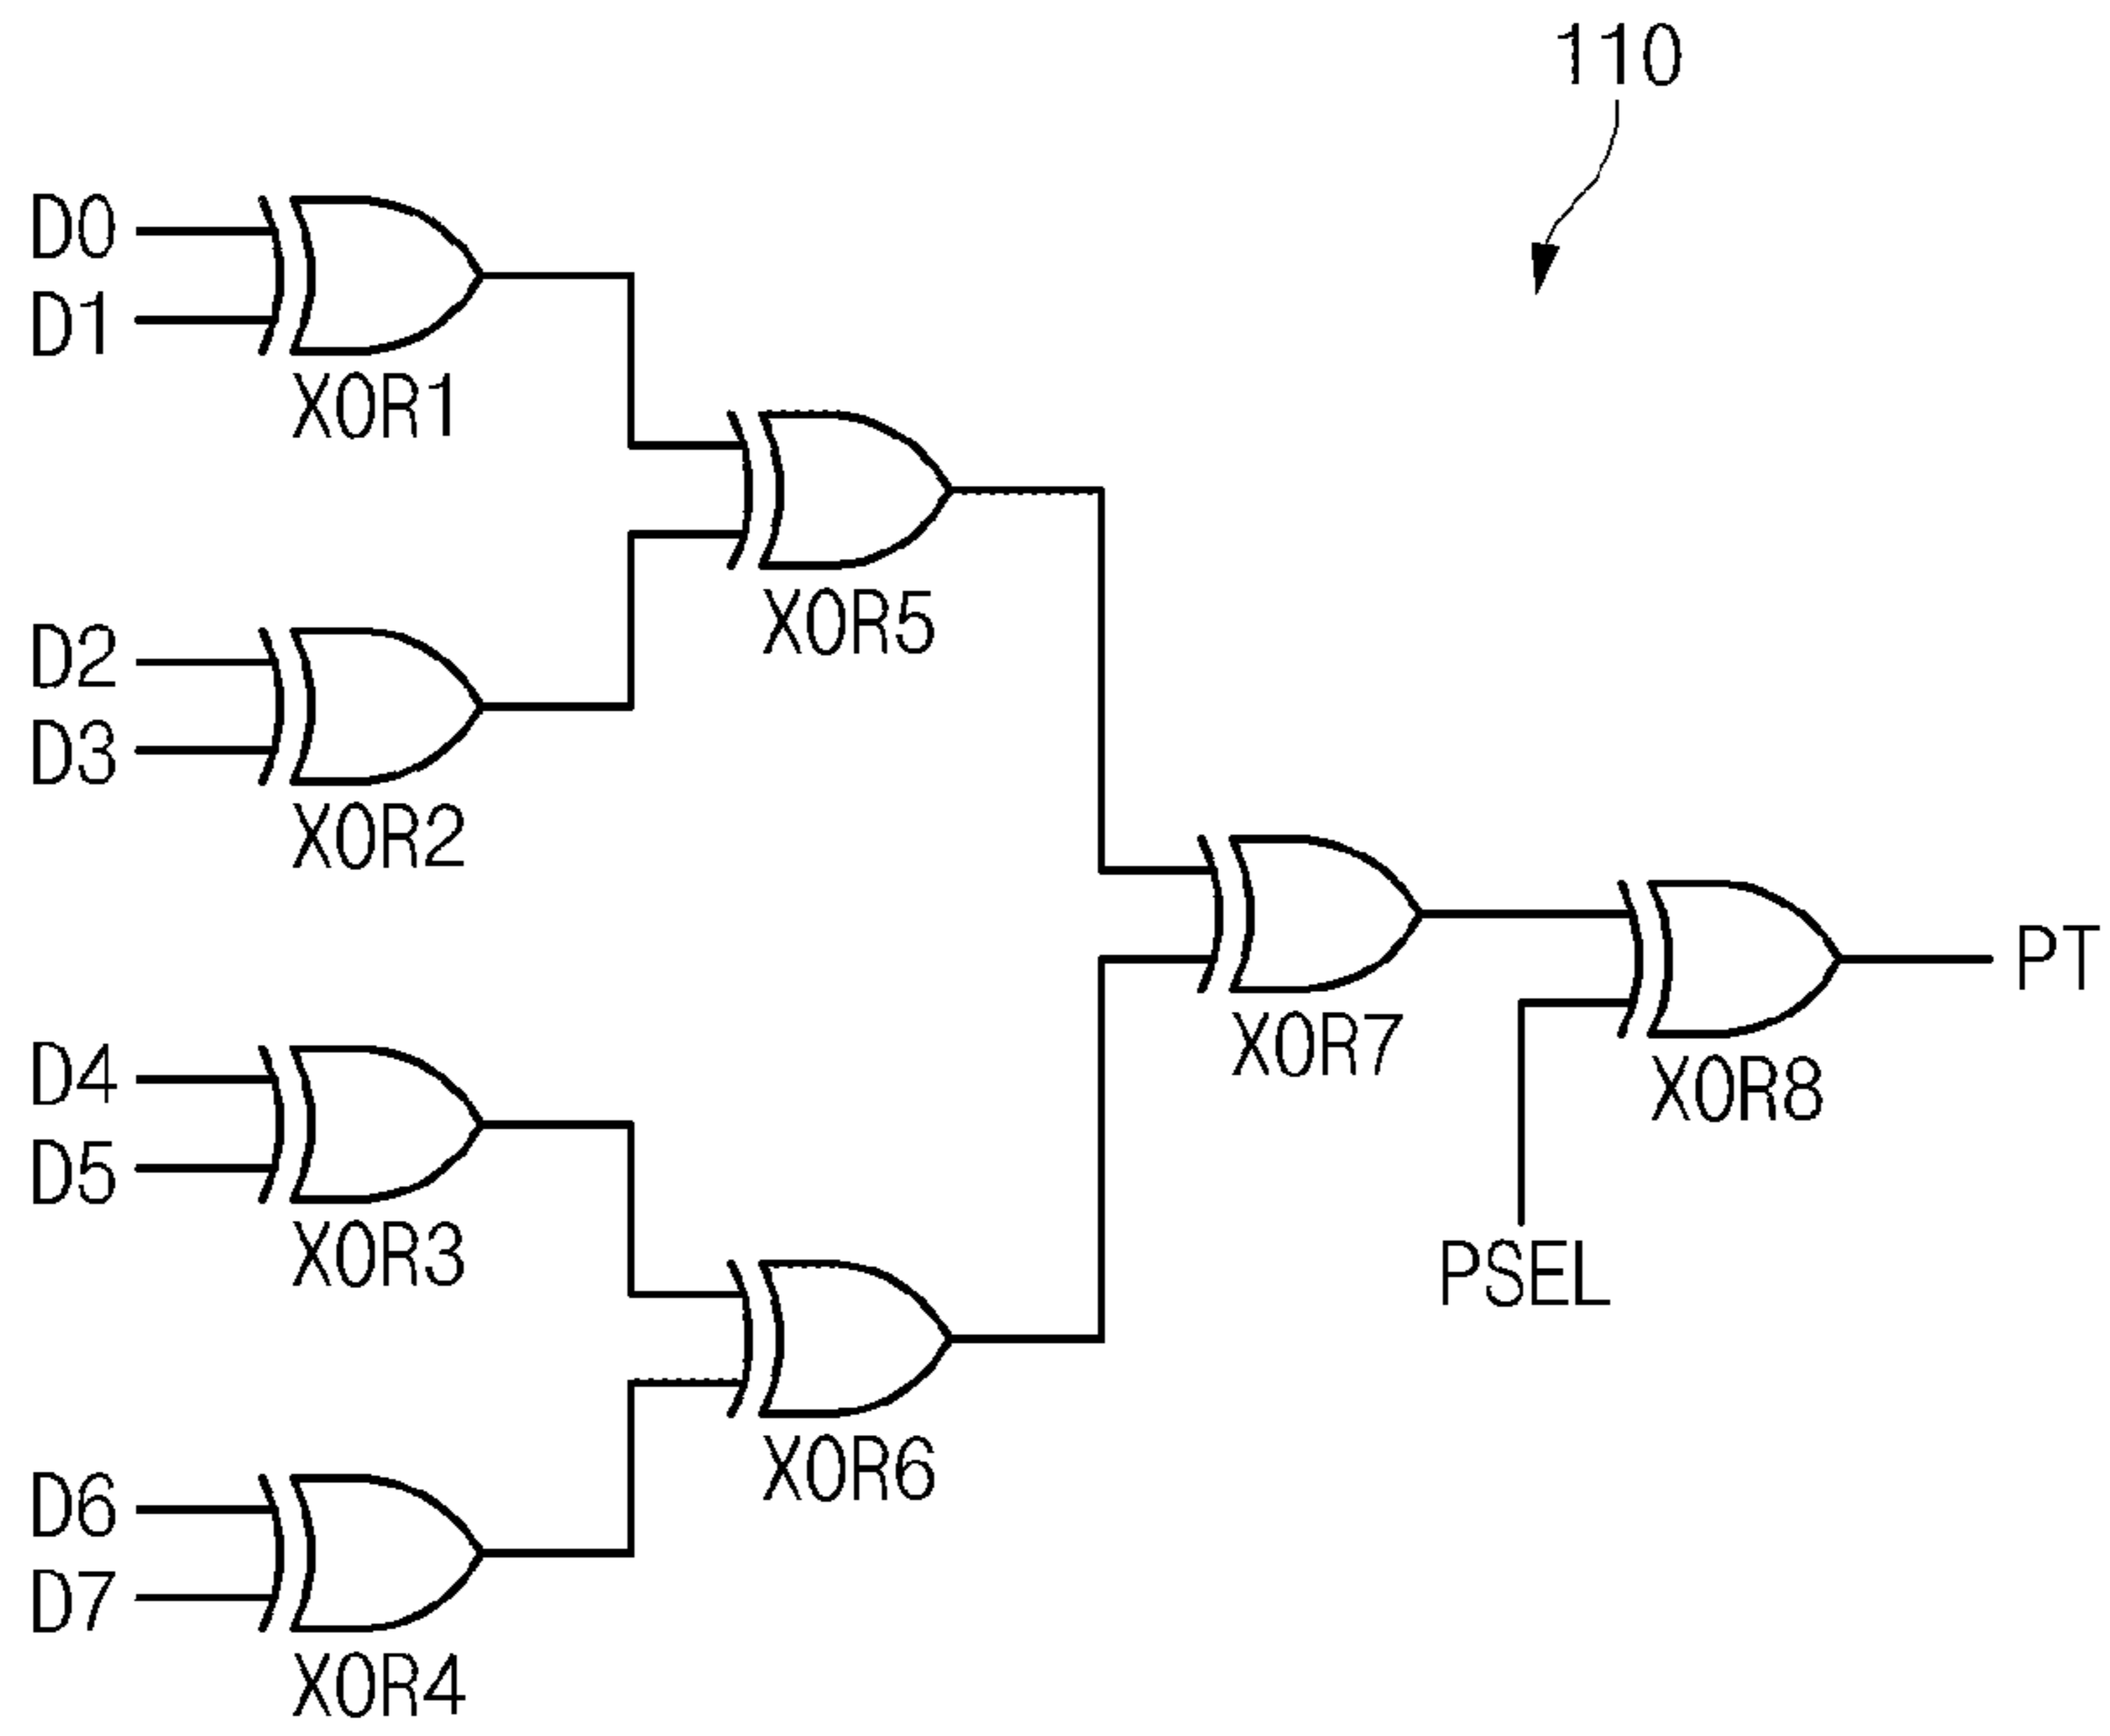 110
D0
D1
XOR1
XOR5
D2
D3
XOR2
XOR7
PT
XOR8
D4
D5
XOR3
PSEL
XOR6
D6
D7
XOR4